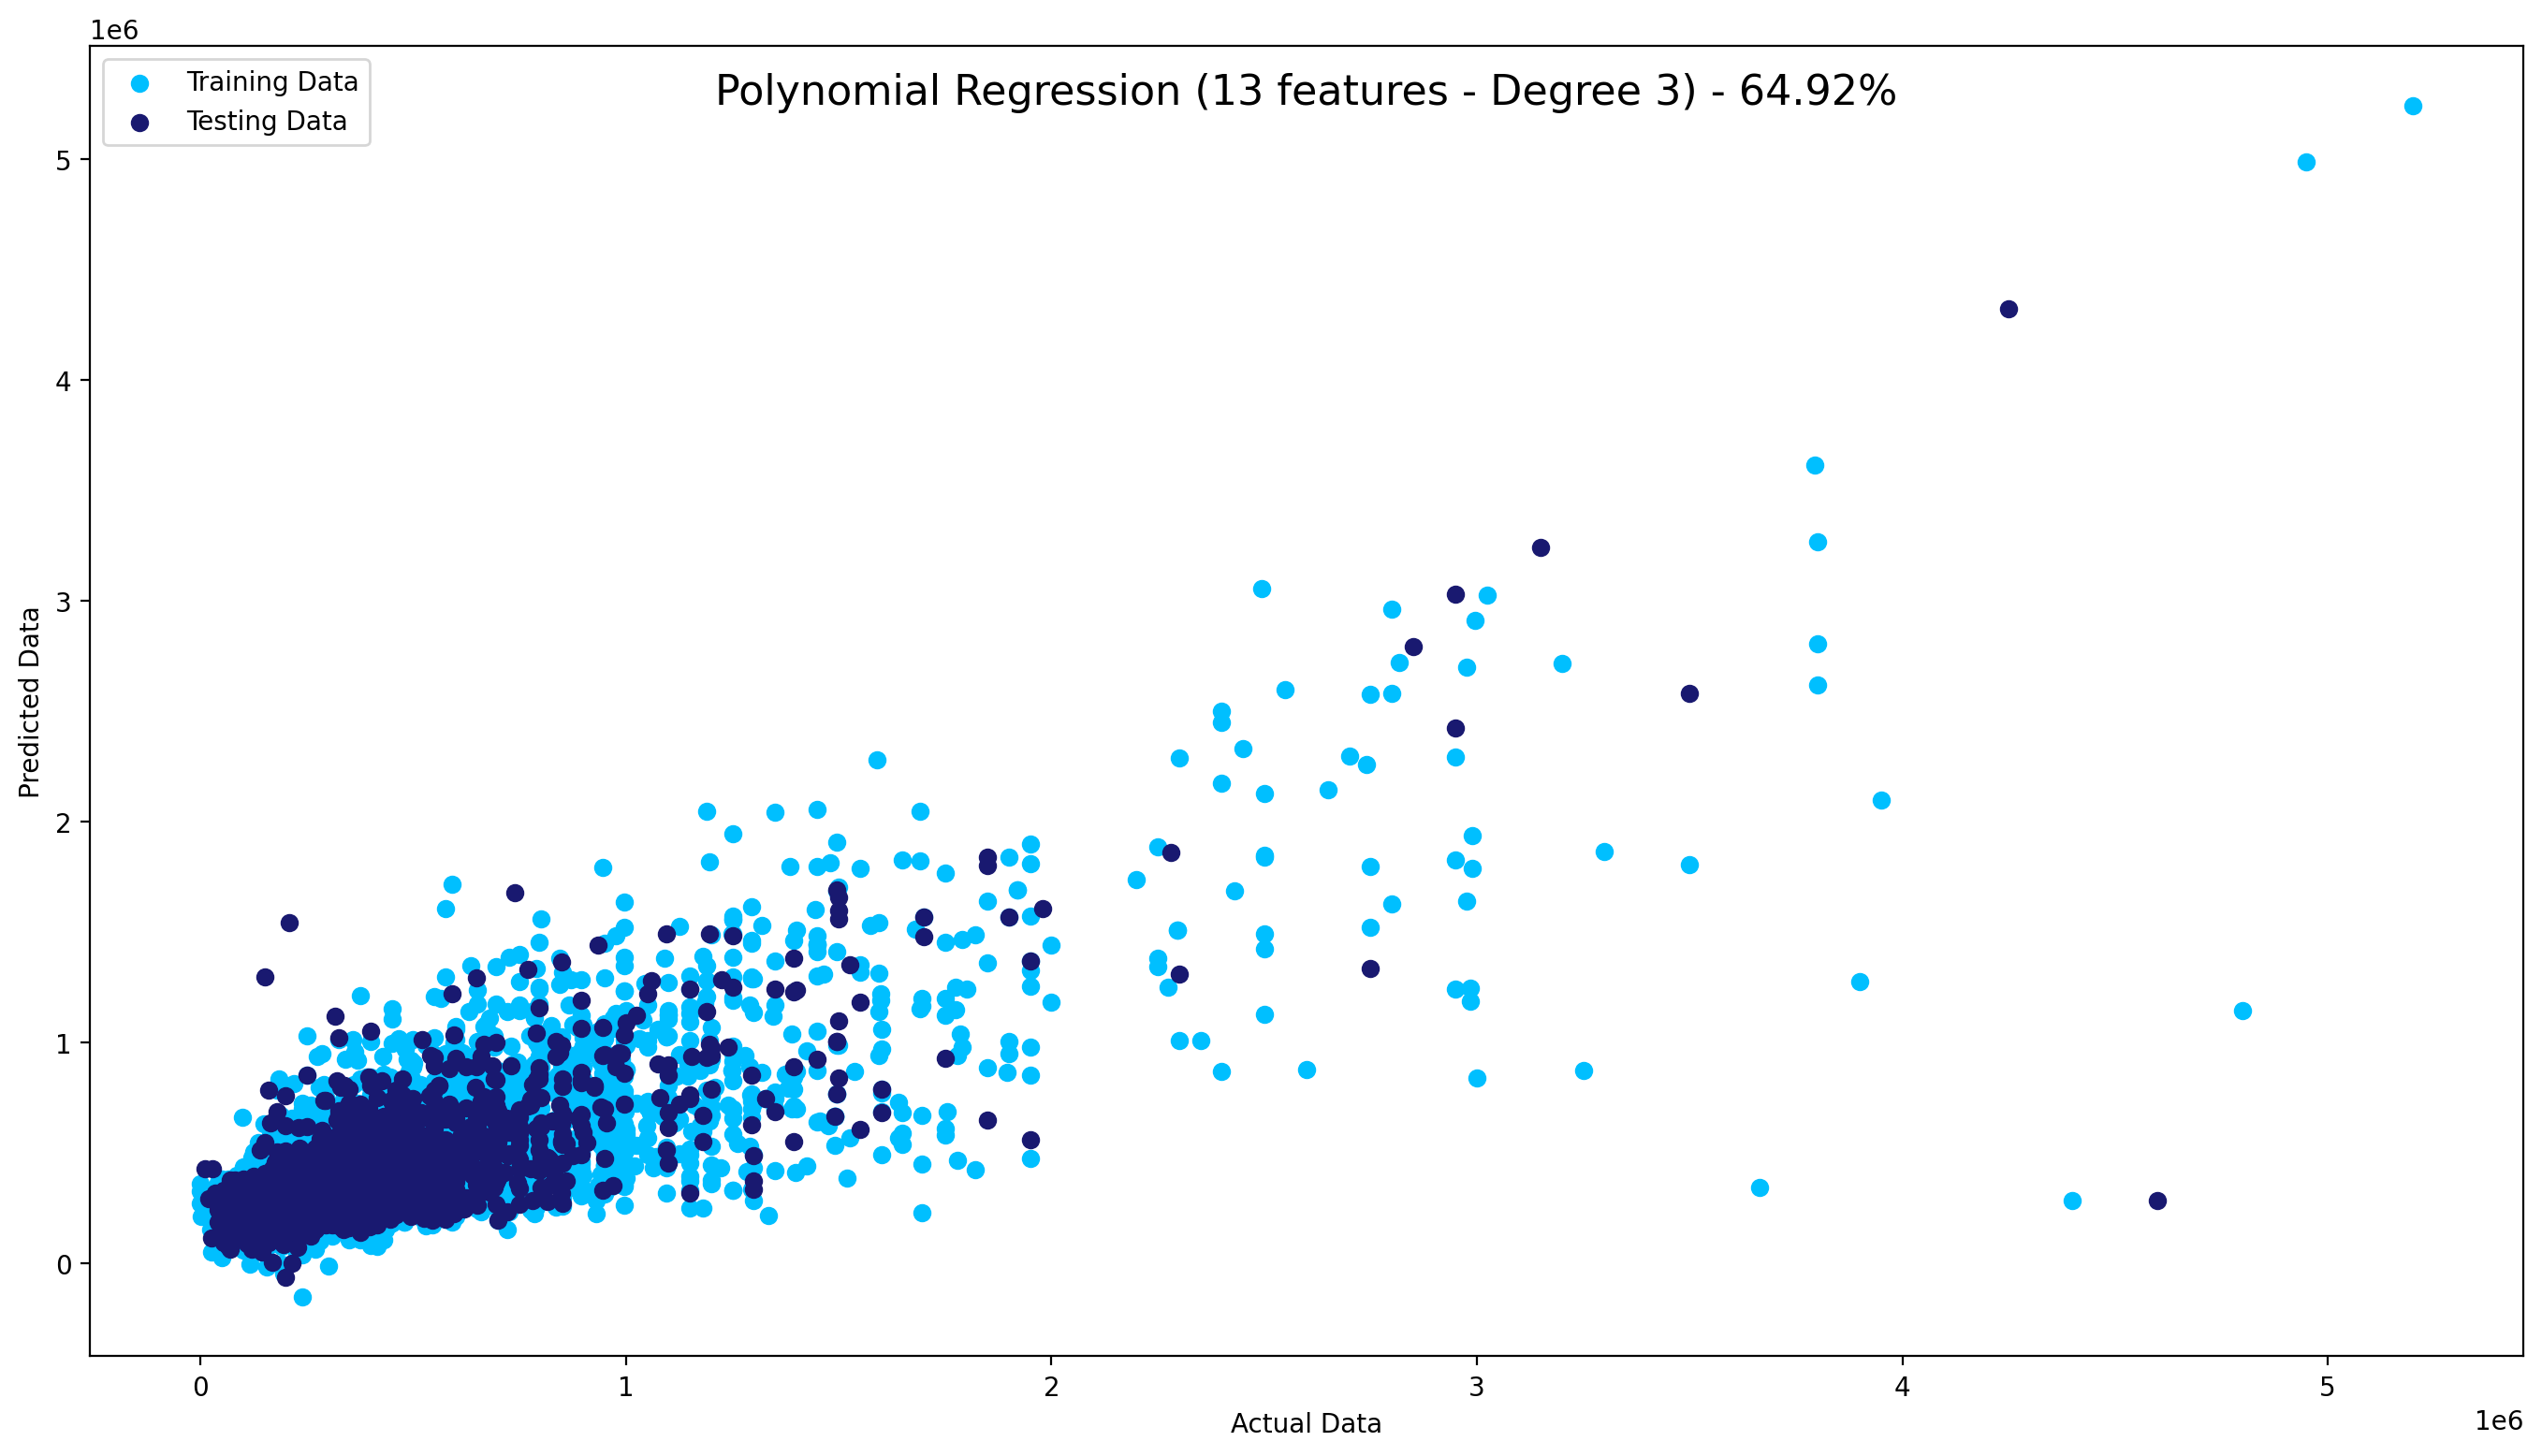 1e6
Training Data
Testing Data
Polynomial Regression (13 features - Degree 3) - 64.92%
5
4
3
2
1
0
Predicted Data
0 1 2 3 4 5
Actual Data
1e6